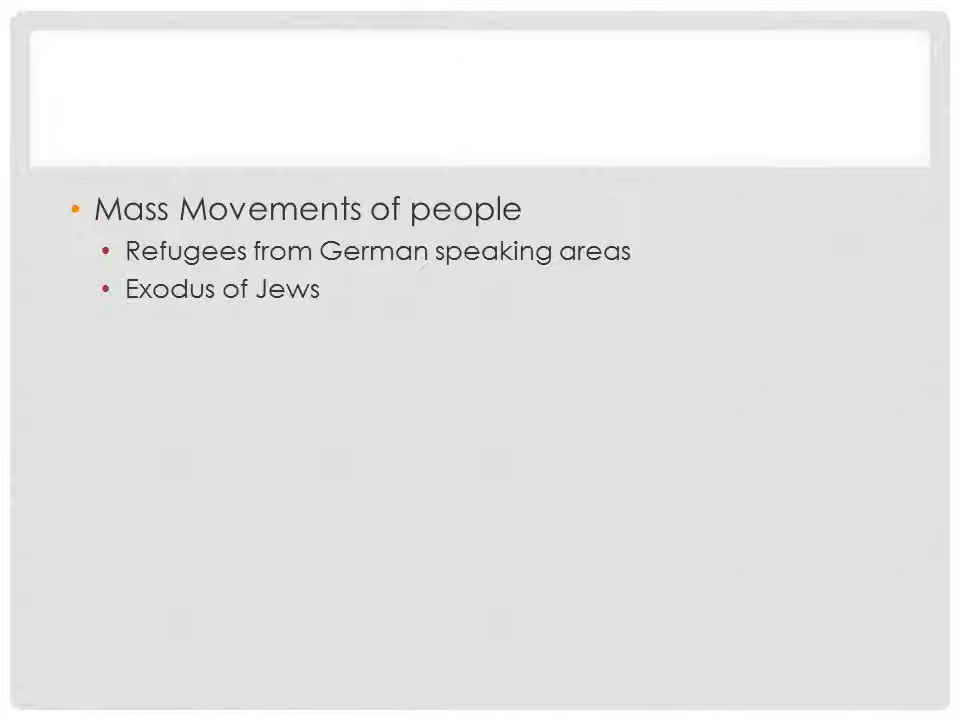 • Mass Movements of people
• Refugees from German speaking areas
• Exodus of Jews